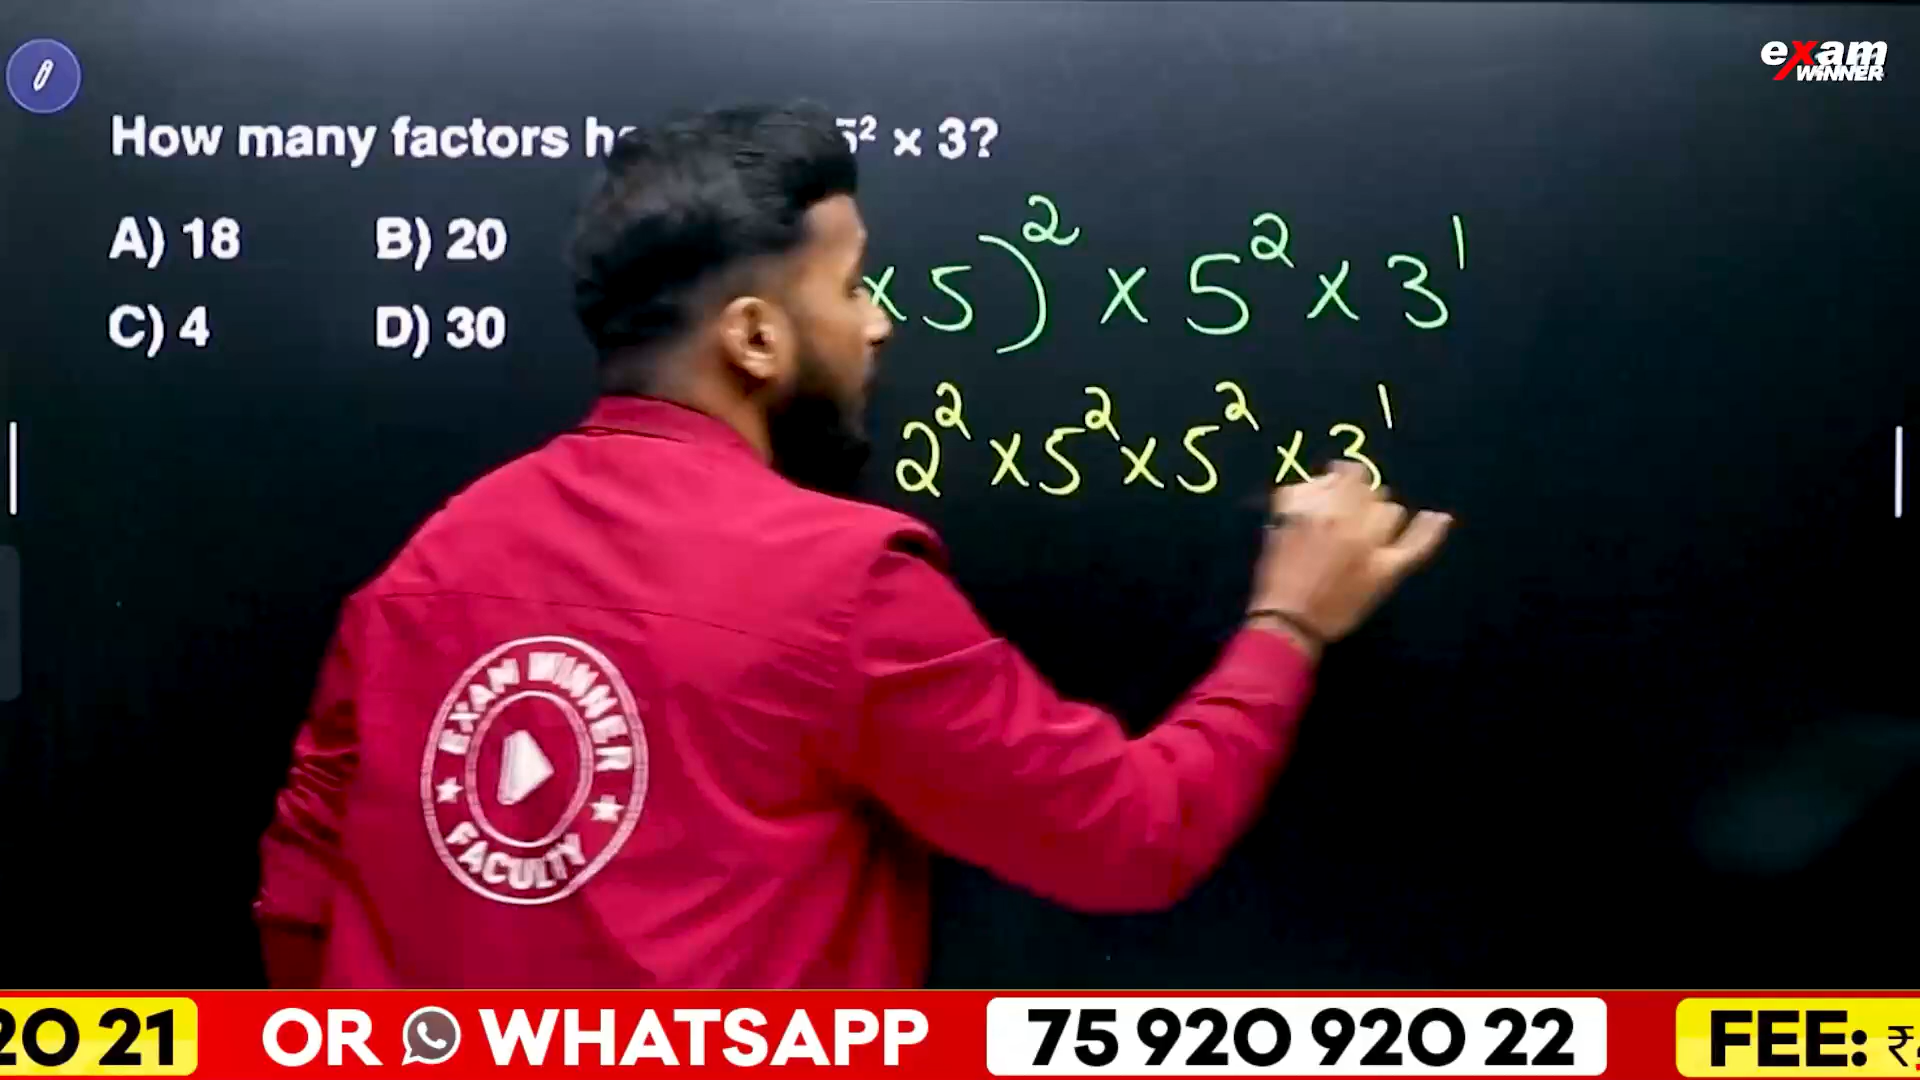 exam
WINNER
How many factors ha 5² × 3?
A) 18 B) 20
C) 4 D) 30
× 5)² × 5² × 3¹
2² × 5² × 5² × 3¹
EXAM WINNER
FACULTY
20 21 OR WHATSAPP 75 920 920 22 FEE: ₹